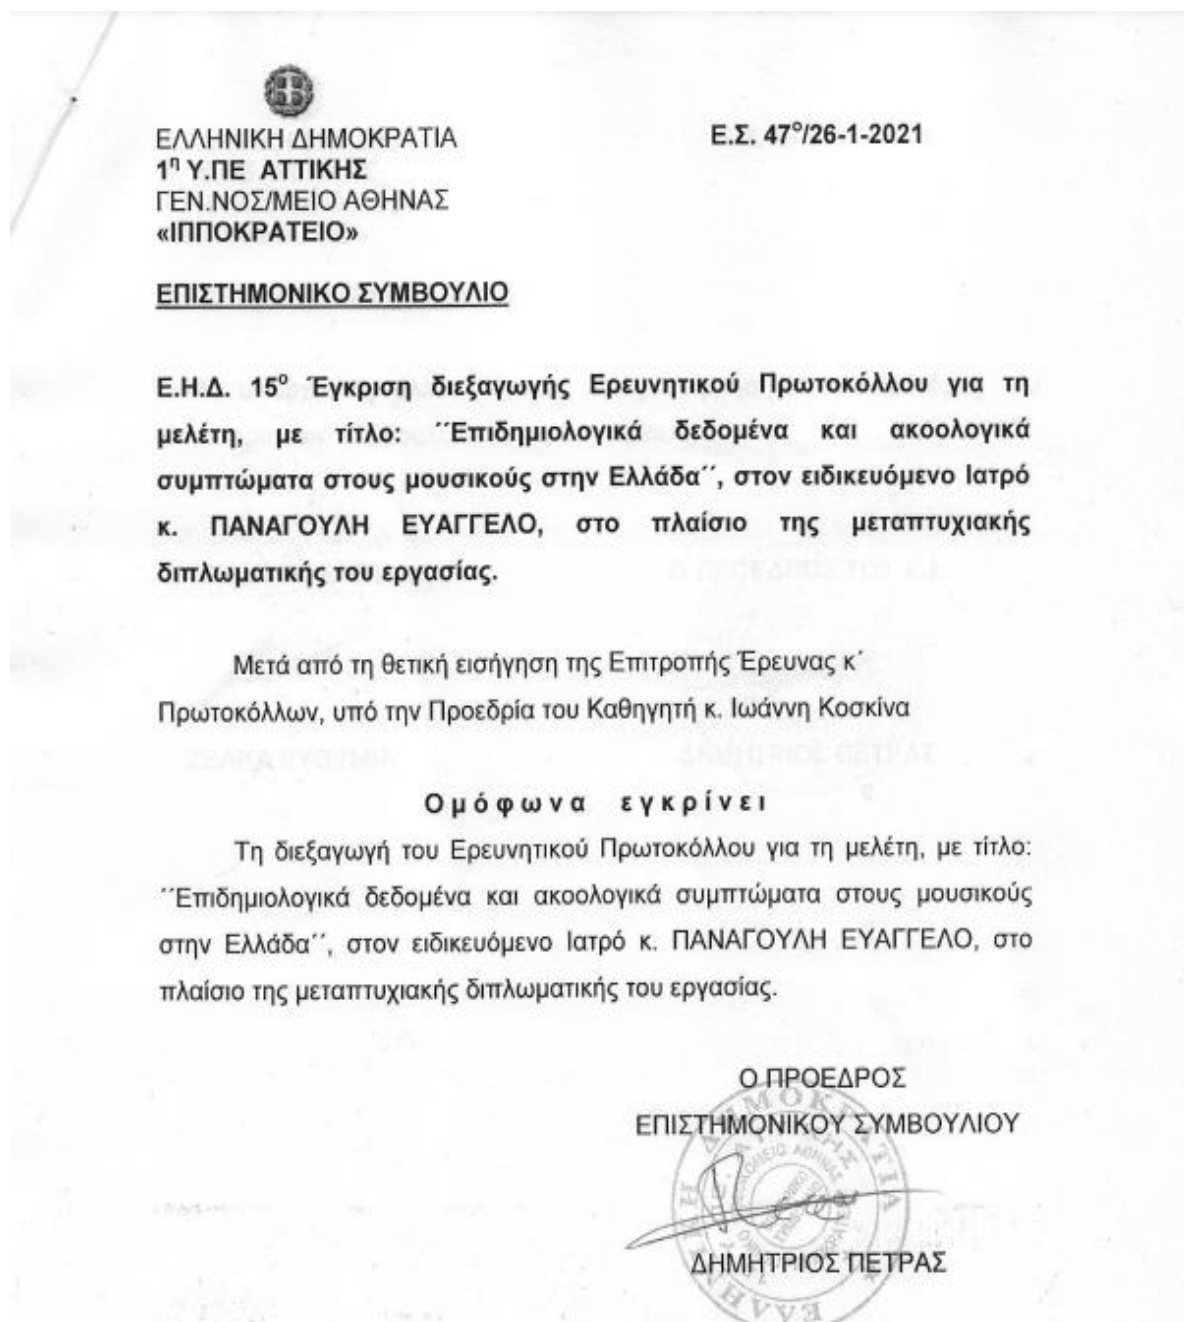 ΕΛΛΗΝΙΚΗ ΔΗΜΟΚΡΑΤΙΑ
Ε.Σ. 47º/26-1-2021
1η Υ.ΠΕ ΑΤΤΙΚΗΣ
ΓΕΝ.ΝΟΣ/ΜΕΙΟ ΑΘΗΝΑΣ
«ΙΠΠΟΚΡΑΤΕΙΟ»
ΕΠΙΣΤΗΜΟΝΙΚΟ ΣΥΜΒΟΥΛΙΟ
Ε.Η.Δ. 15º Έγκριση διεξαγωγής Ερευνητικού Πρωτοκόλλου για τη
μελέτη, με τίτλο: ΄΄Επιδημιολογικά δεδομένα και ακοολογικά
συμπτώματα στους μουσικούς στην Ελλάδα΄΄, στον ειδικευόμενο Ιατρό
κ. ΠΑΝΑΓΟΥΛΗ ΕΥΑΓΓΕΛΟ, στο πλαίσιο της μεταπτυχιακής
διπλωματικής του εργασίας.
Μετά από τη θετική εισήγηση της Επιτροπής Έρευνας κ΄
Πρωτοκόλλων, υπό την Προεδρία του Καθηγητή κ. Ιωάννη Κοσκίνα
Ο μ ό φ ω ν α ε γ κ ρ ί ν ε ι
Τη διεξαγωγή του Ερευνητικού Πρωτοκόλλου για τη μελέτη, με τίτλο:
΄΄Επιδημιολογικά δεδομένα και ακοολογικά συμπτώματα στους μουσικούς
στην Ελλάδα΄΄, στον ειδικευόμενο Ιατρό κ. ΠΑΝΑΓΟΥΛΗ ΕΥΑΓΓΕΛΟ, στο
πλαίσιο της μεταπτυχιακής διπλωματικής του εργασίας.
Ο ΠΡΟΕΔΡΟΣ
ΕΠΙΣΤΗΜΟΝΙΚΟΥ ΣΥΜΒΟΥΛΙΟΥ
ΕΛΛΗΝΙΚΗ ΔΗΜΟΚΡΑΤΙΑ
ΔΗΜΗΤΡΙΟΣ ΠΕΤΡΑΣ